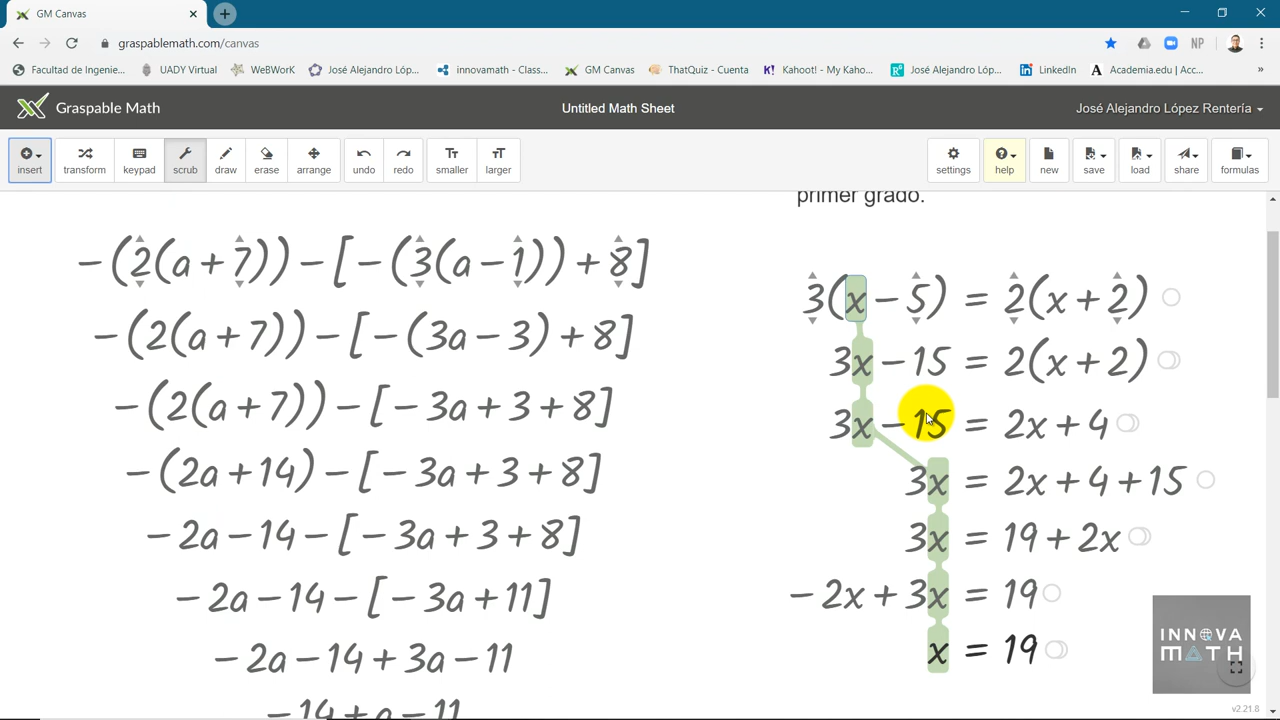 GM Canvas
graspablemath.com/canvas
NP
Facultad de Ingenie...
UADY Virtual
WeBWorK
José Alejandro Lóp...
innovamath - Class...
GM Canvas
ThatQuiz - Cuenta
K! Kahoot! - My Kaho...
José Alejandro Lóp...
LinkedIn
A Academia.edu | Acc...
»
Graspable Math
Untitled Math Sheet
José Alejandro López Rentería
insert
transform
keypad
scrub
draw
erase
arrange
undo
redo
smaller
larger
settings
help
new
save
load
share
formulas
primer grado.
−(2(a+7))−[−(3(a−1))+8]
−(2(a+7))−[−(3a−3)+8]
−(2(a+7))−[−3a+3+8]
−(2a+14)−[−3a+3+8]
−2a−14−[−3a+3+8]
−2a−14−[−3a+11]
−2a−14+3a−11
−14+a−11
3(x−5) = 2(x+2)
3x−15 = 2(x+2)
3x−15 = 2x+4
3x = 2x+4+15
3x = 19+2x
−2x+3x = 19
x = 19
INNOVA
MATH
v2.21.8